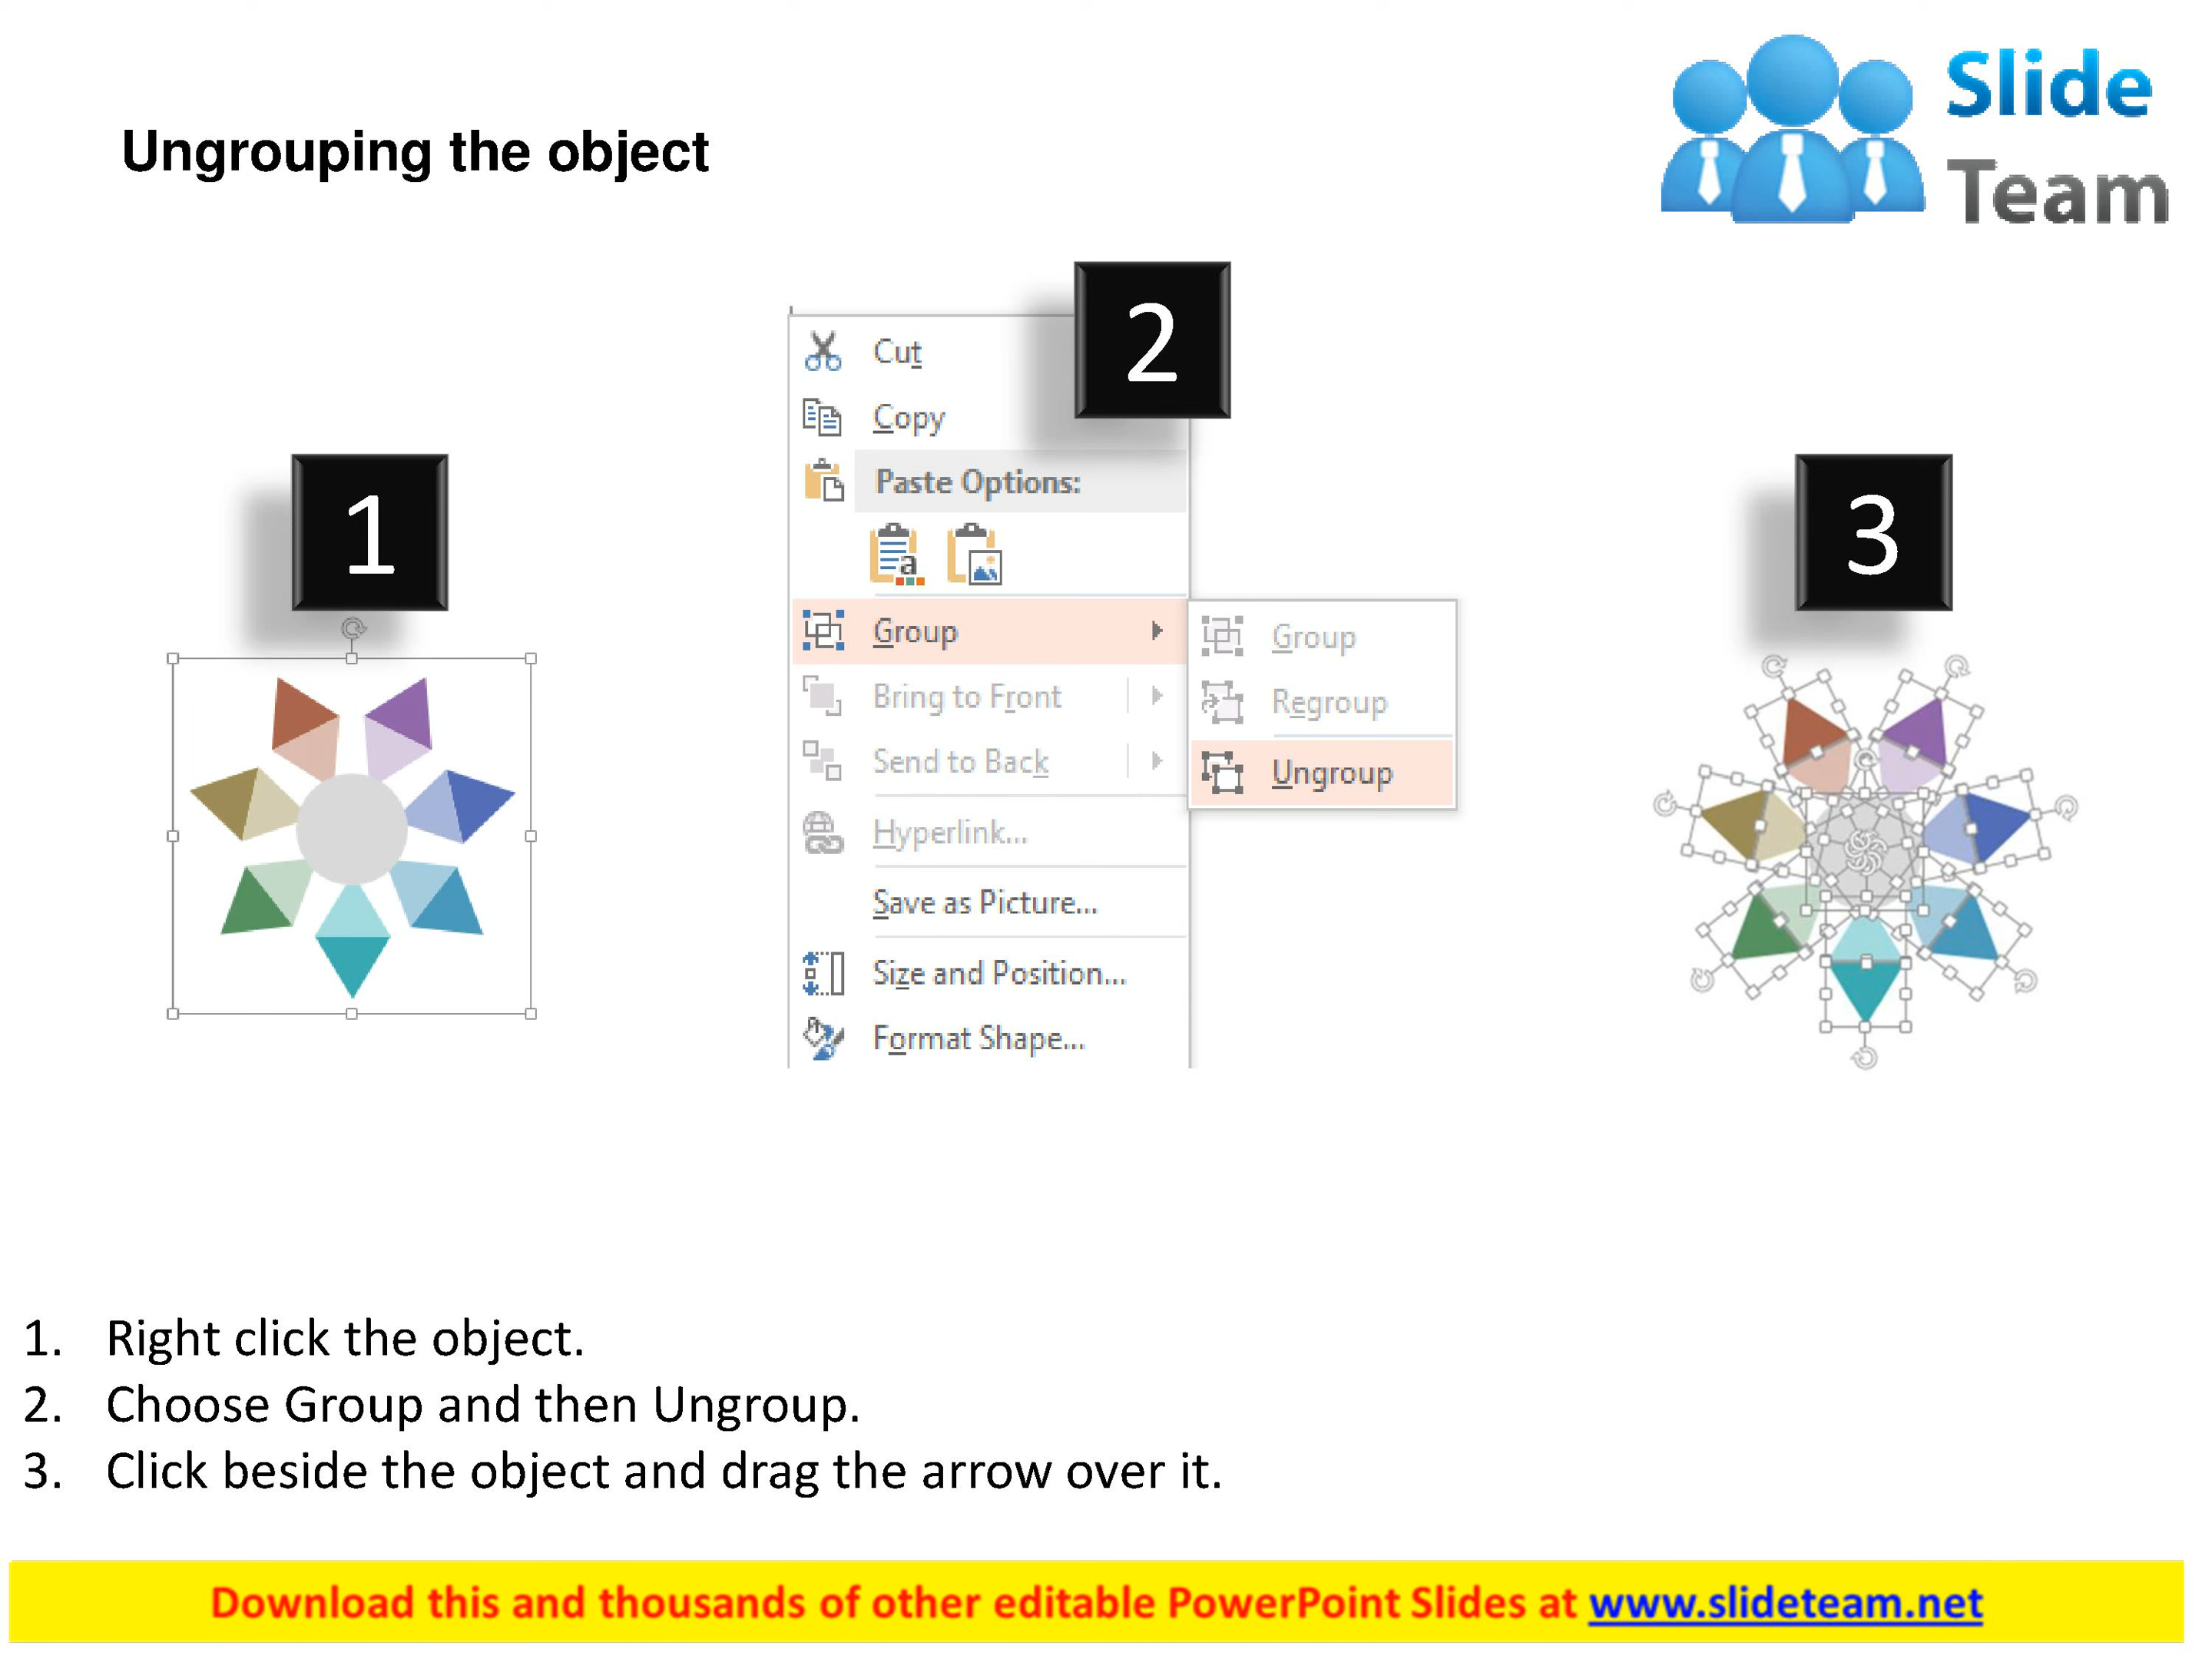 Slide
Team
Ungrouping the object
2
Cut
Copy
1
Paste Options:
a
3
Group
Group
Bring to Front
Regroup
Send to Back
Ungroup
Hyperlink...
Save as Picture...
Size and Position...
Format Shape...
1. Right click the object.
2. Choose Group and then Ungroup.
3. Click beside the object and drag the arrow over it.
Download this and thousands of other editable PowerPoint Slides at www.slideteam.net